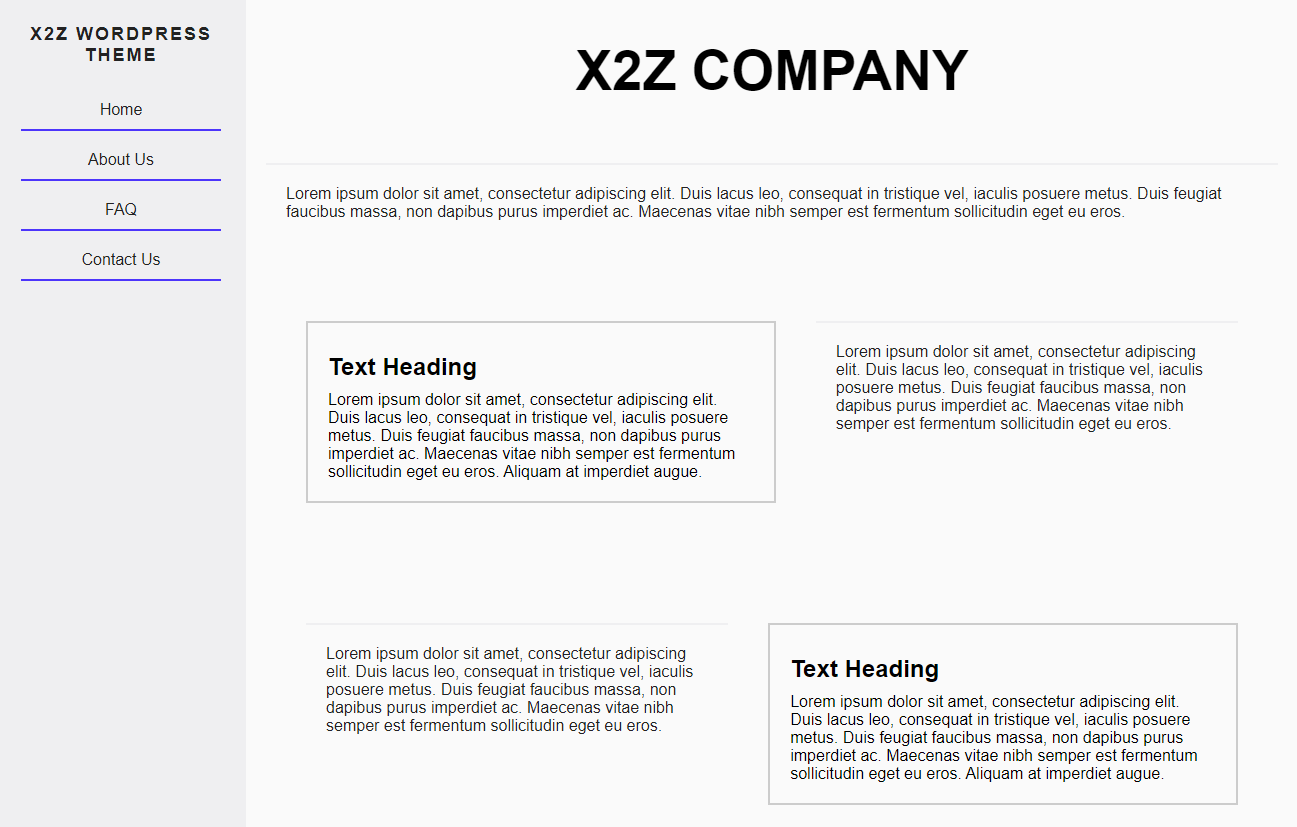 X2Z WORDPRESS
THEME
Home
About Us
FAQ
Contact Us
X2Z COMPANY
Lorem ipsum dolor sit amet, consectetur adipiscing elit. Duis lacus leo, consequat in tristique vel, iaculis posuere metus. Duis feugiat
faucibus massa, non dapibus purus imperdiet ac. Maecenas vitae nibh semper est fermentum sollicitudin eget eu eros.
Text Heading
Lorem ipsum dolor sit amet, consectetur adipiscing elit.
Duis lacus leo, consequat in tristique vel, iaculis posuere
metus. Duis feugiat faucibus massa, non dapibus purus
imperdiet ac. Maecenas vitae nibh semper est fermentum
sollicitudin eget eu eros. Aliquam at imperdiet augue.
Lorem ipsum dolor sit amet, consectetur adipiscing
elit. Duis lacus leo, consequat in tristique vel, iaculis
posuere metus. Duis feugiat faucibus massa, non
dapibus purus imperdiet ac. Maecenas vitae nibh
semper est fermentum sollicitudin eget eu eros.
Lorem ipsum dolor sit amet, consectetur adipiscing
elit. Duis lacus leo, consequat in tristique vel, iaculis
posuere metus. Duis feugiat faucibus massa, non
dapibus purus imperdiet ac. Maecenas vitae nibh
semper est fermentum sollicitudin eget eu eros.
Text Heading
Lorem ipsum dolor sit amet, consectetur adipiscing elit.
Duis lacus leo, consequat in tristique vel, iaculis posuere
metus. Duis feugiat faucibus massa, non dapibus purus
imperdiet ac. Maecenas vitae nibh semper est fermentum
sollicitudin eget eu eros. Aliquam at imperdiet augue.